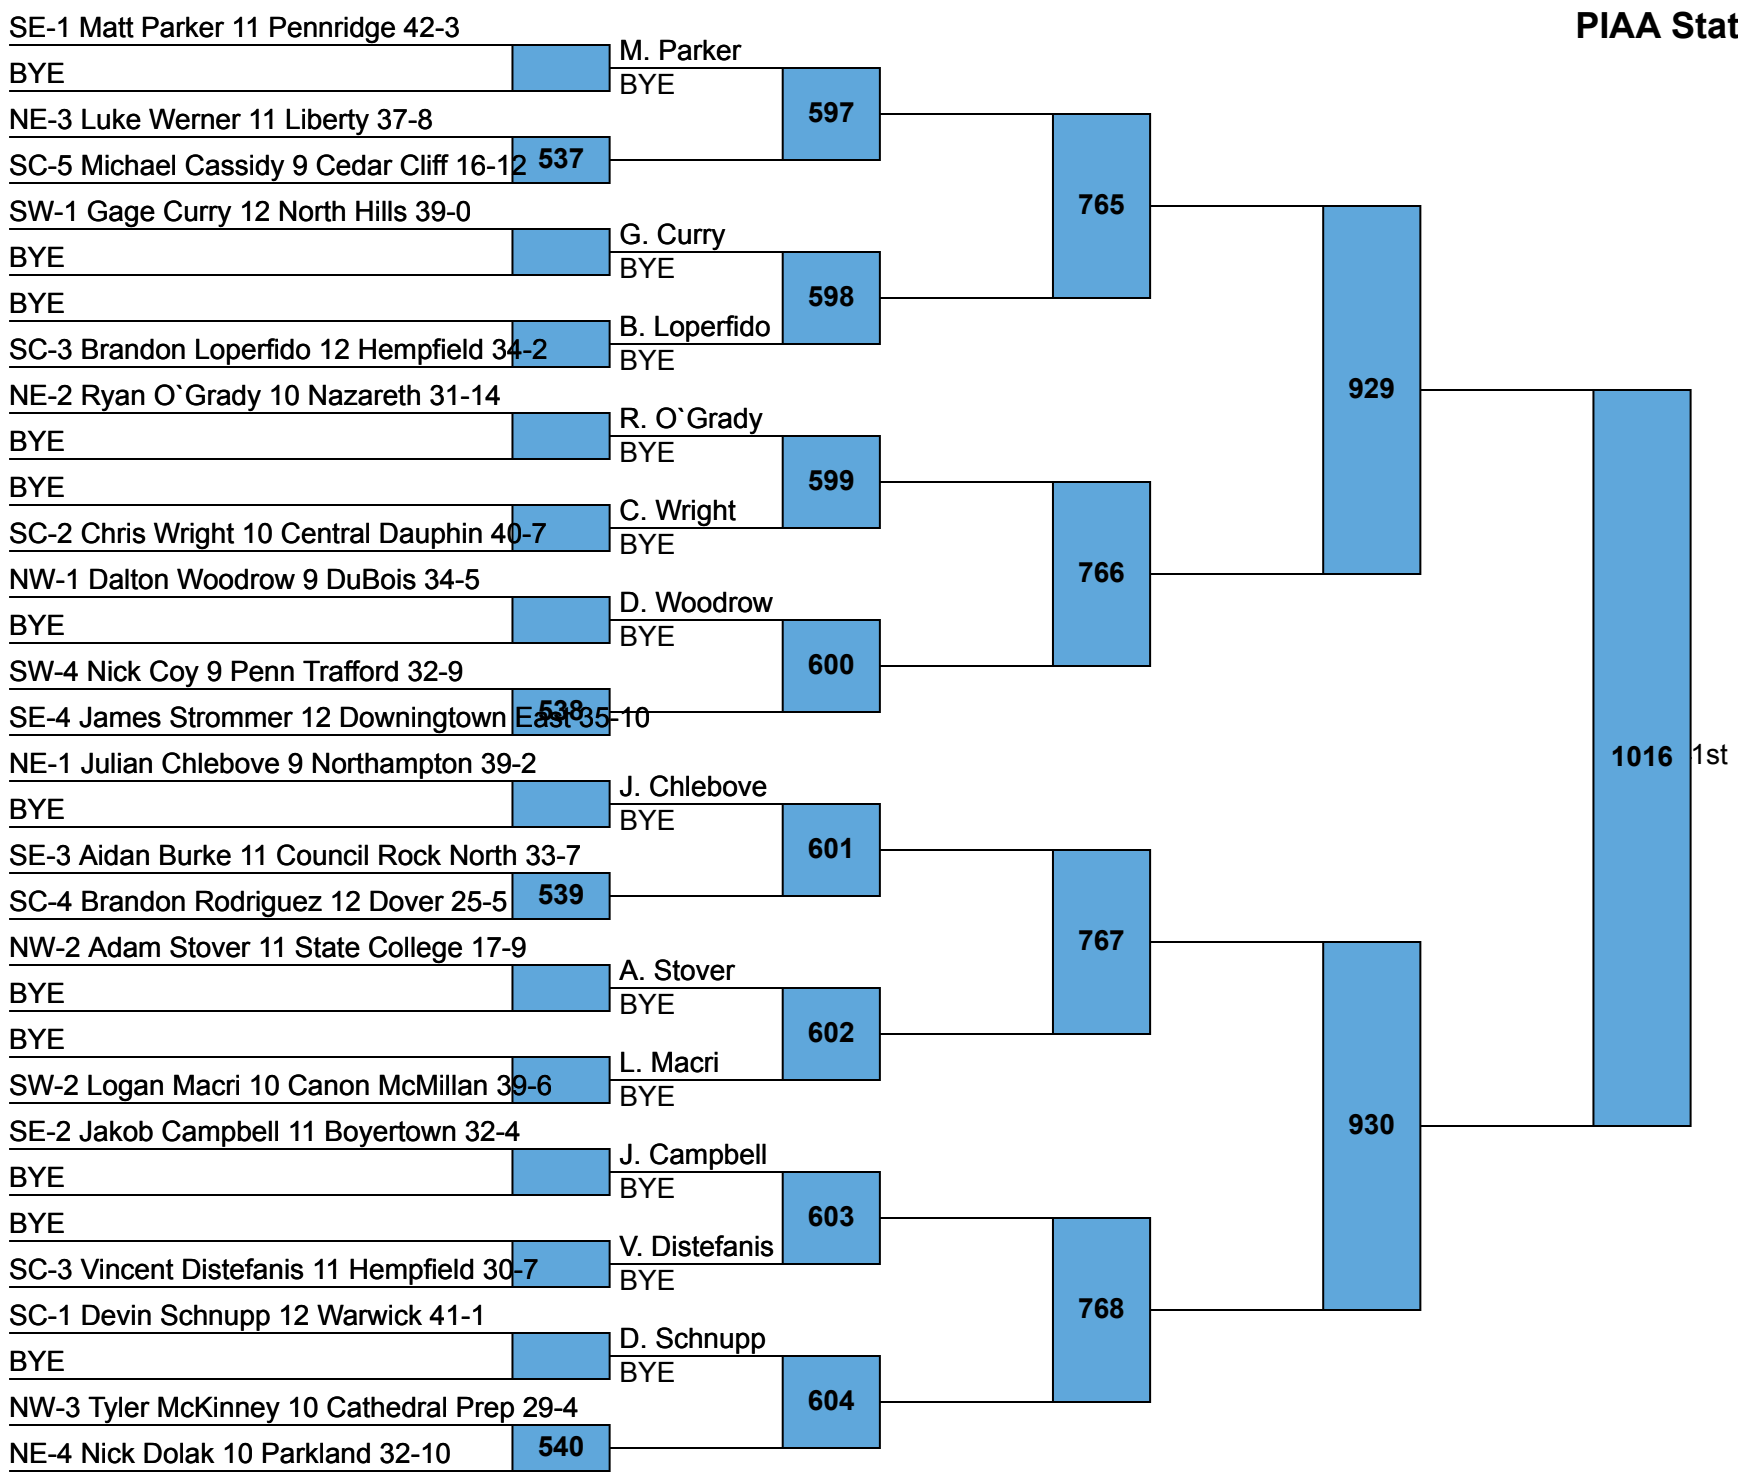 PIAA Stat
SE-1 Matt Parker 11 Pennridge 42-3
M. Parker
BYE
BYE
597
NE-3 Luke Werner 11 Liberty 37-8
537
SC-5 Michael Cassidy 9 Cedar Cliff 16-12
765
SW-1 Gage Curry 12 North Hills 39-0
G. Curry
BYE
BYE
598
BYE
B. Loperfido
SC-3 Brandon Loperfido 12 Hempfield 34-2
BYE
929
NE-2 Ryan O`Grady 10 Nazareth 31-14
R. O`Grady
BYE
BYE
599
BYE
C. Wright
SC-2 Chris Wright 10 Central Dauphin 40-7
BYE
766
NW-1 Dalton Woodrow 9 DuBois 34-5
D. Woodrow
BYE
BYE
600
SW-4 Nick Coy 9 Penn Trafford 32-9
538
SE-4 James Strommer 12 Downingtown East 35-10
1016
1st
NE-1 Julian Chlebove 9 Northampton 39-2
J. Chlebove
BYE
BYE
601
SE-3 Aidan Burke 11 Council Rock North 33-7
539
SC-4 Brandon Rodriguez 12 Dover 25-5
767
NW-2 Adam Stover 11 State College 17-9
A. Stover
BYE
BYE
602
BYE
L. Macri
SW-2 Logan Macri 10 Canon McMillan 39-6
BYE
930
SE-2 Jakob Campbell 11 Boyertown 32-4
J. Campbell
BYE
BYE
603
BYE
V. Distefanis
SC-3 Vincent Distefanis 11 Hempfield 30-7
BYE
768
SC-1 Devin Schnupp 12 Warwick 41-1
D. Schnupp
BYE
BYE
604
NW-3 Tyler McKinney 10 Cathedral Prep 29-4
540
NE-4 Nick Dolak 10 Parkland 32-10